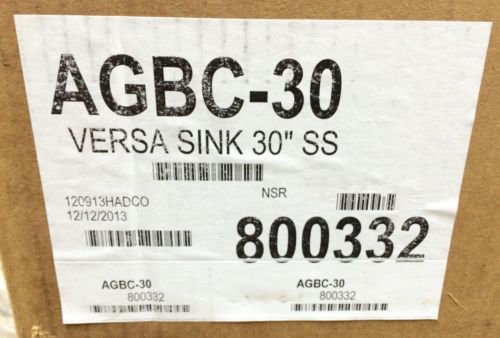 AGBC-30
VERSA SINK 30" SS
NSR
120913HADCO
12/12/2013
800332
AGBC-30 AGBC-30
800332 800332